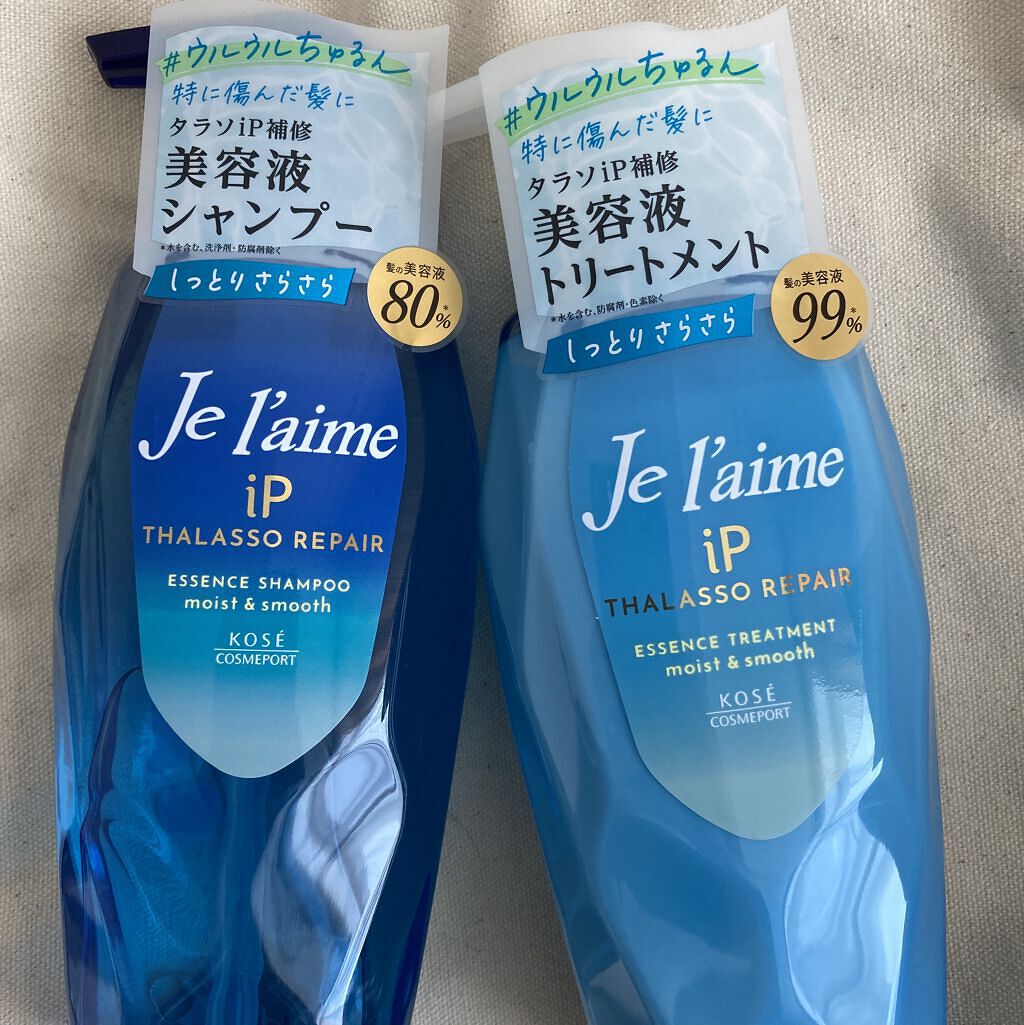 #ウルウルちゅるん
特に傷んだ髪に
タラソiP補修
美容液
シャンプー
*水を含む、洗浄剤・防腐剤除く
しっとりさらさら
髪の美容液
80%*
Je l'aime
iP
THALASSO REPAIR
ESSENCE SHAMPOO
moist & smooth
KOSÉ
COSMEPORT
#ウルウルちゅるん
特に傷んだ髪に
タラソiP補修
美容液
トリートメント
*水を含む、防腐剤・色素除く
しっとりさらさら
髪の美容液
99%*
Je l'aime
iP
THALASSO REPAIR
ESSENCE TREATMENT
moist & smooth
KOSÉ
COSMEPORT